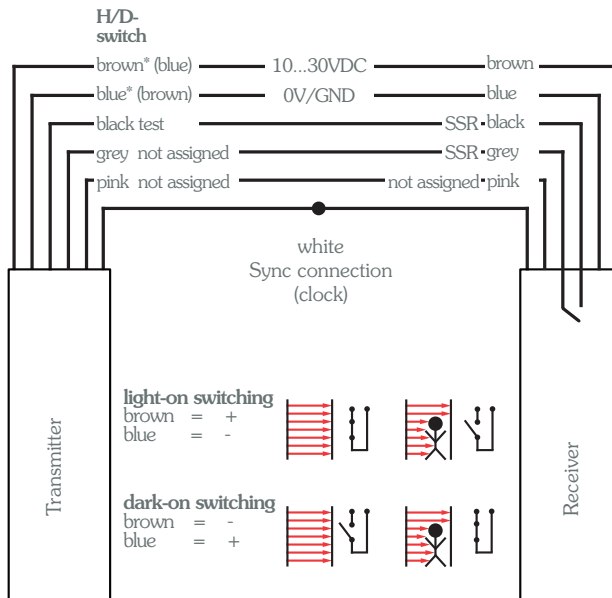 H/D-
switch
brown* (blue) 10...30VDC brown
blue* (brown) 0V/GND blue
black test SSR black
grey not assigned SSR grey
pink not assigned not assigned pink
white
Sync connection
(clock)
Transmitter
light-on switching
brown = +
blue = -
dark-on switching
brown = -
blue = +
Receiver